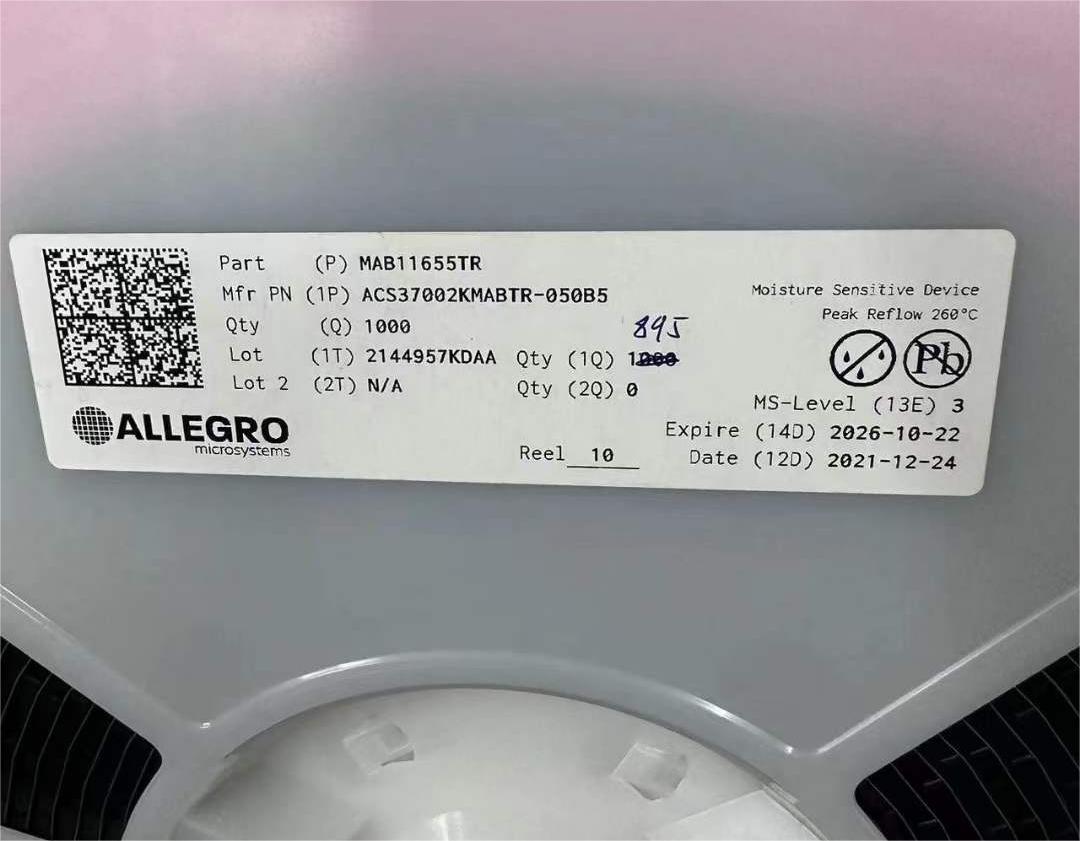 Part (P) MAB11655TR
Mfr PN (1P) ACS37002KMABTR-050B5
Qty (Q) 1000
895
Lot (1T) 2144957KDAA Qty (1Q) 1000
Lot 2 (2T) N/A Qty (2Q) 0
ALLEGRO
microsystems
Reel 10
Moisture Sensitive Device
Peak Reflow 260°C
Pb
MS-Level (13E) 3
Expire (14D) 2026-10-22
Date (12D) 2021-12-24